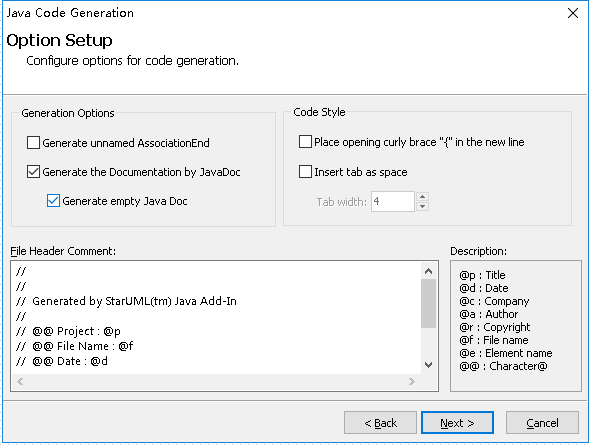 Java Code Generation
Option Setup
Configure options for code generation.
Generation Options
Generate unnamed AssociationEnd
Generate the Documentation by JavaDoc
Generate empty Java Doc
Code Style
Place opening curly brace "{" in the new line
Insert tab as space
Tab width: 4
File Header Comment:
//
//
// Generated by StarUML(tm) Java Add-In
//
// @@ Project : @p
// @@ File Name : @f
// @@ Date : @d
Description:
@p : Title
@d : Date
@c : Company
@a : Author
@r : Copyright
@f : File name
@e : Element name
@@ : Character@
< Back
Next >
Cancel